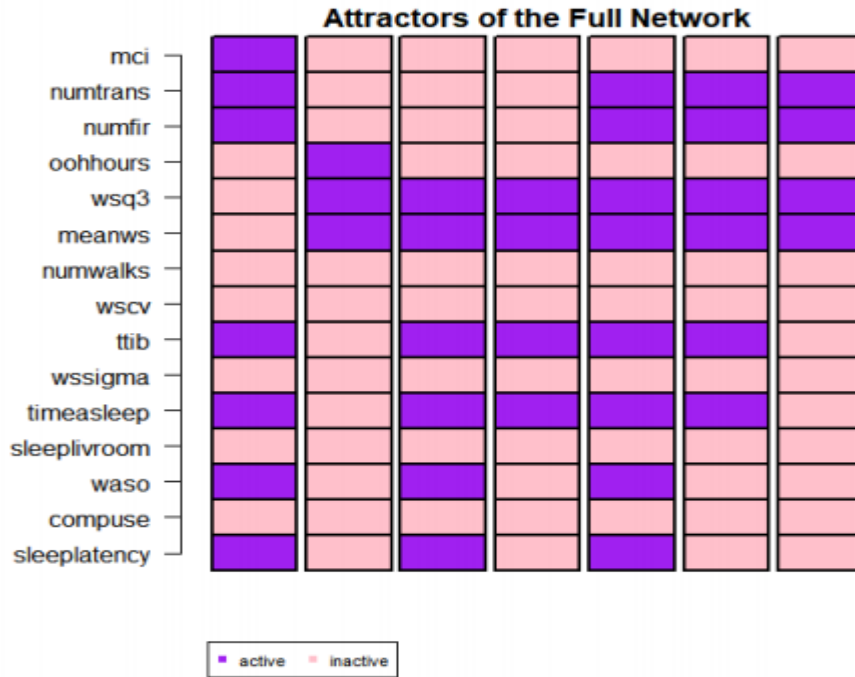 Attractors of the Full Network
mci
numtrans
numfir
oohhours
wsq3
meanws
numwalks
wscv
ttib
wssigma
timeasleep
sleeplivroom
waso
compuse
sleeplatency
active inactive